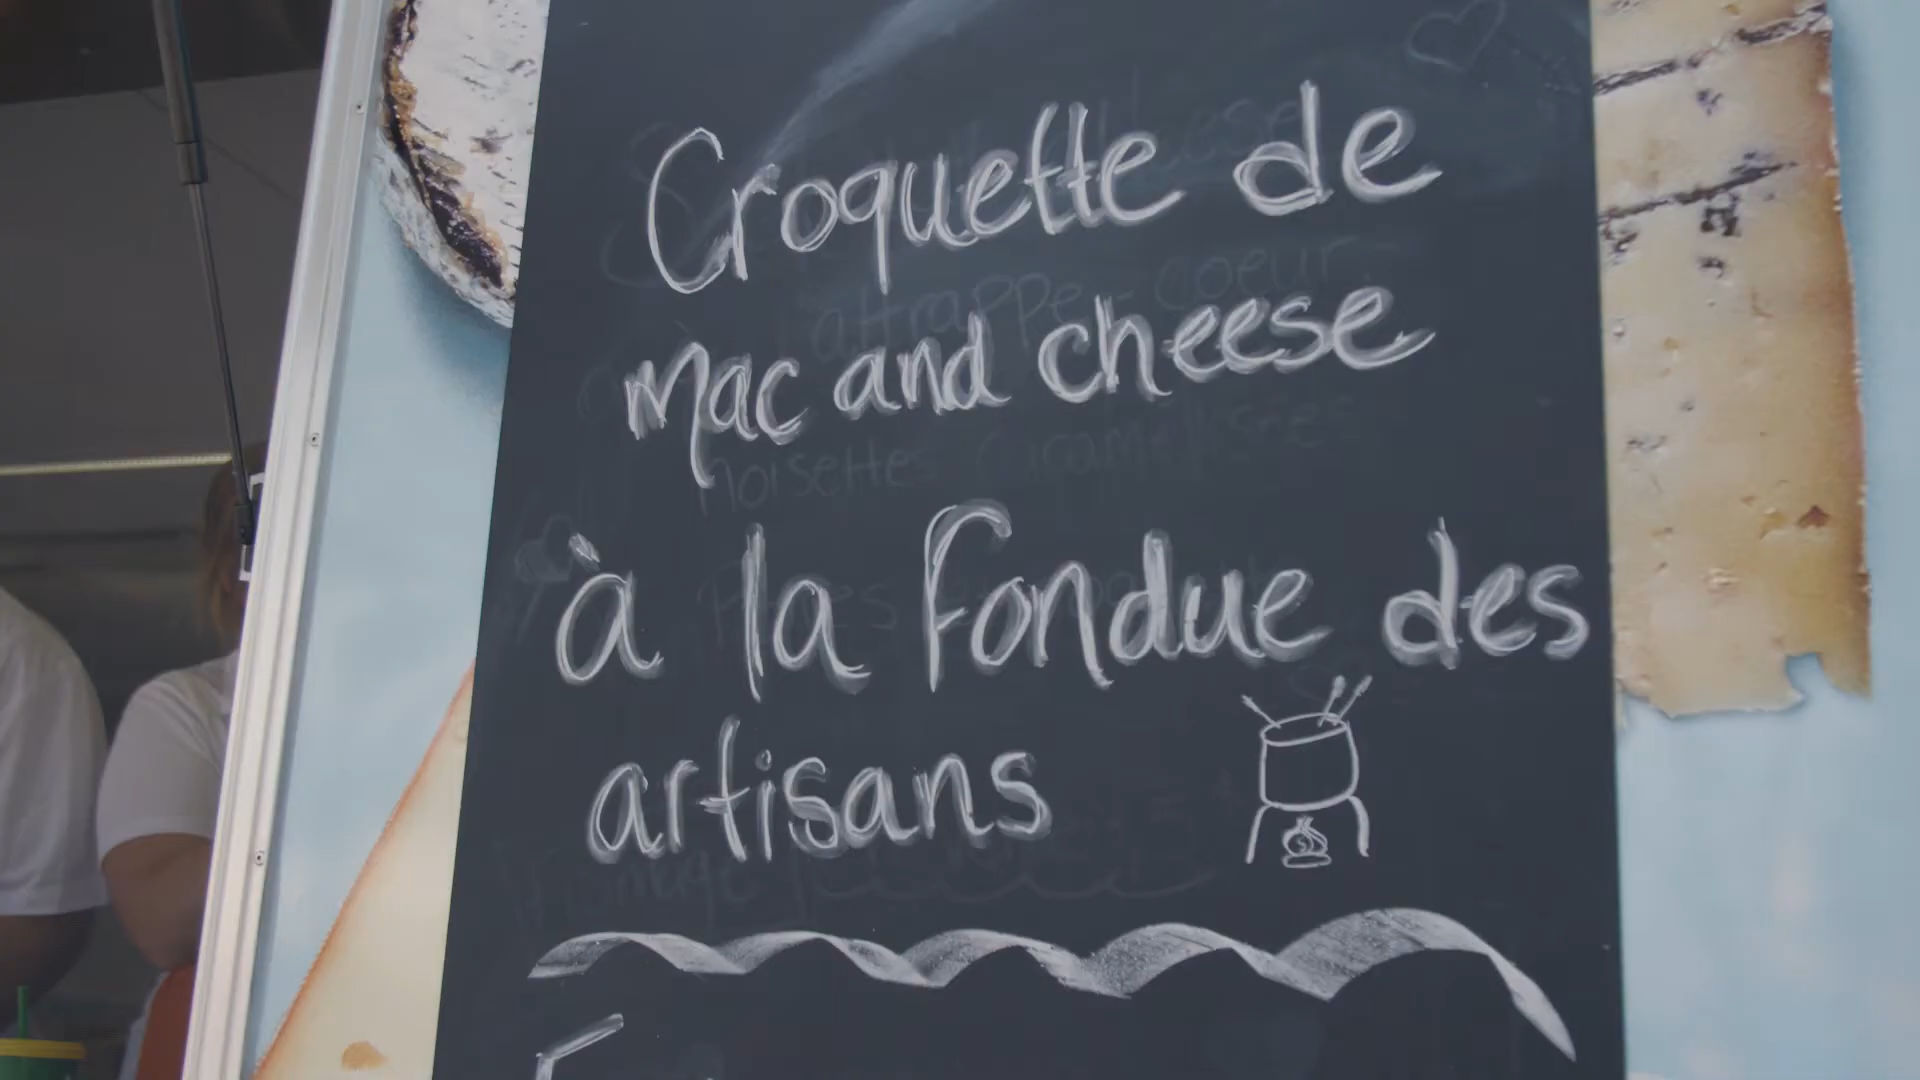 Croquette de
mac and cheese
à la fondue des
artisans